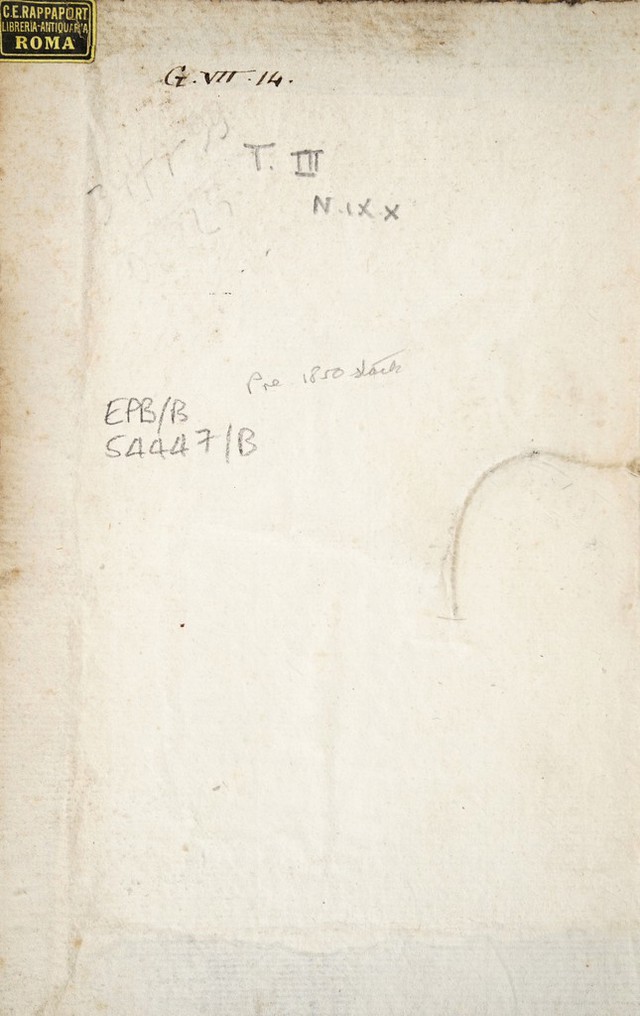 C.E.RAPPAPORT
LIBRERIA-ANTIQUARIA
ROMA
G. VII. 14.
T. III
N. IX X
Pre 1850 stock
EPB/B
54447/B